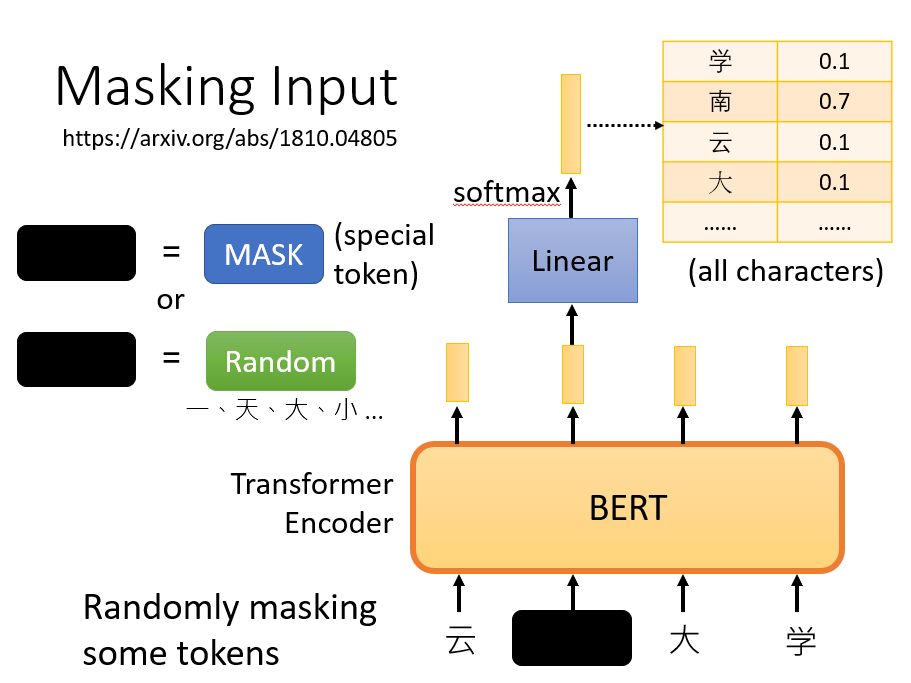 Masking Input
https://arxiv.org/abs/1810.04805
学 0.1
南 0.7
云 0.1
大 0.1
...... ......
(all characters)
softmax
Linear
= MASK (special
token)
or
= Random
一、天、大、小 ...
Transformer
Encoder
BERT
Randomly masking
some tokens
云 大 学